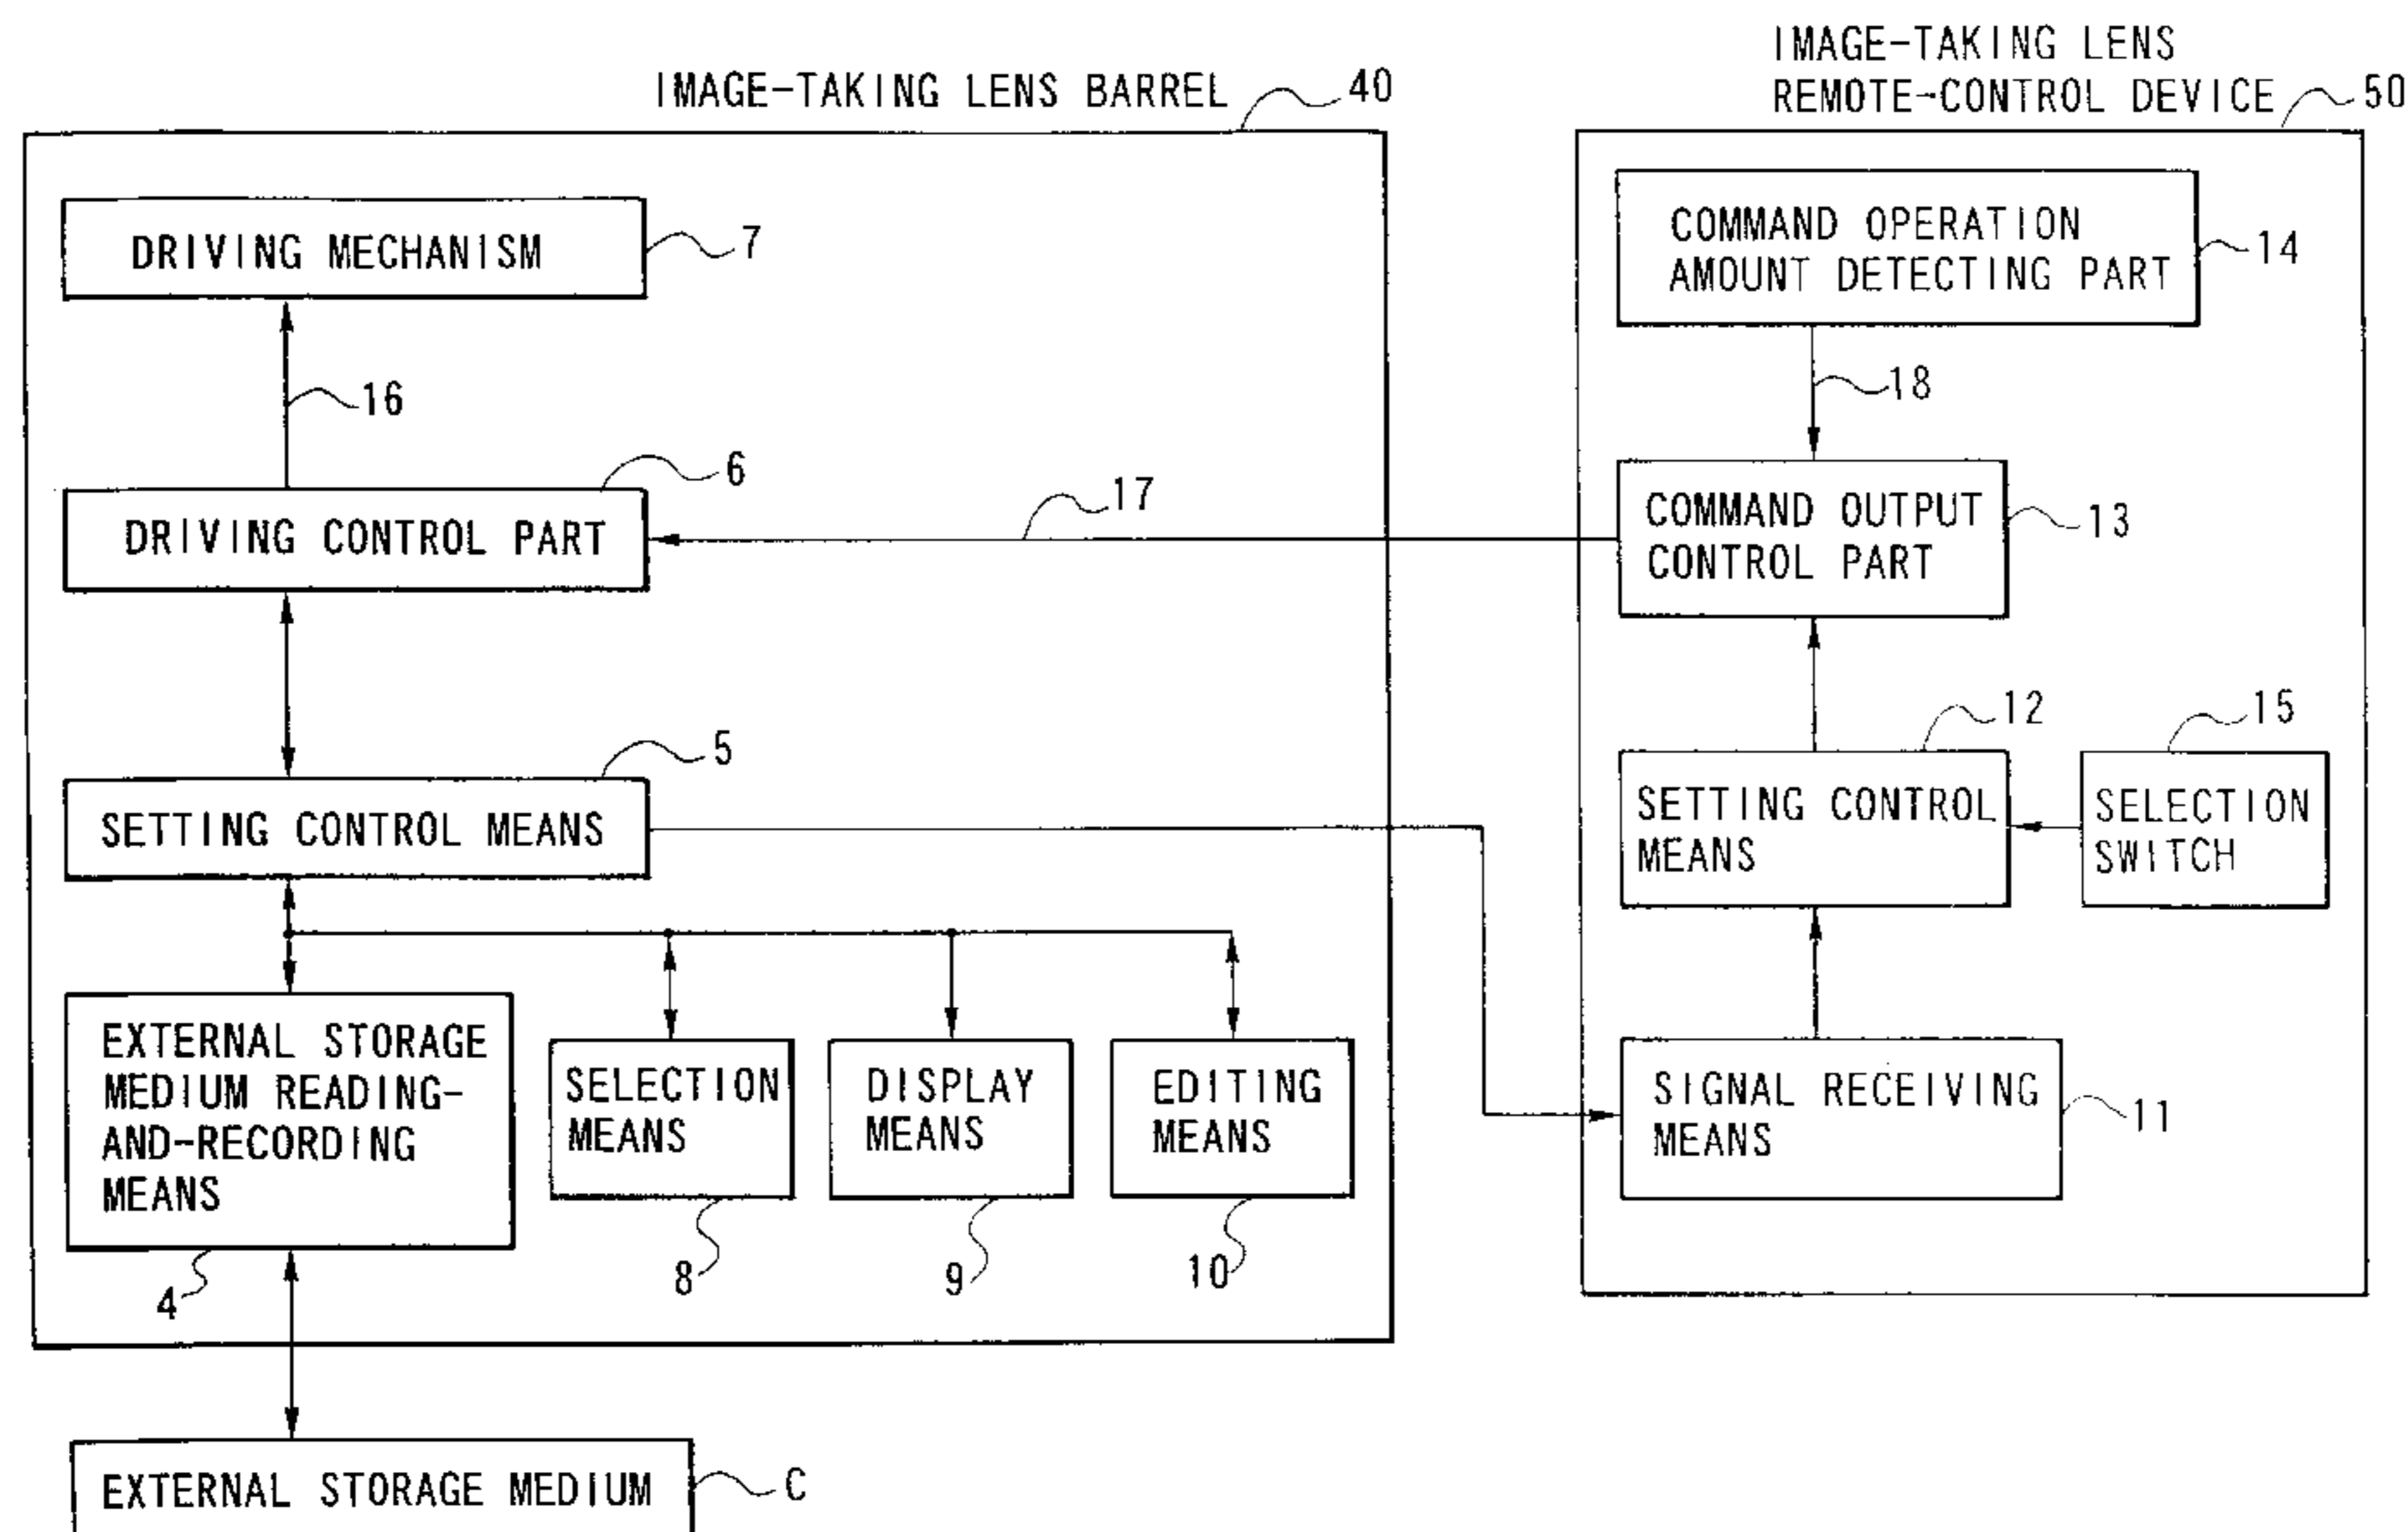 IMAGE-TAKING LENS BARREL 40
IMAGE-TAKING LENS
REMOTE-CONTROL DEVICE 50
DRIVING MECHANISM
7
16
6
DRIVING CONTROL PART
17
5
SETTING CONTROL MEANS
EXTERNAL STORAGE
MEDIUM READING-
AND-RECORDING
MEANS
4
SELECTION
MEANS
8
DISPLAY
MEANS
9
EDITING
MEANS
10
EXTERNAL STORAGE MEDIUM
C
COMMAND OPERATION
AMOUNT DETECTING PART
14
18
COMMAND OUTPUT
CONTROL PART
13
12
SETTING CONTROL
MEANS
15
SELECTION
SWITCH
SIGNAL RECEIVING
MEANS
11